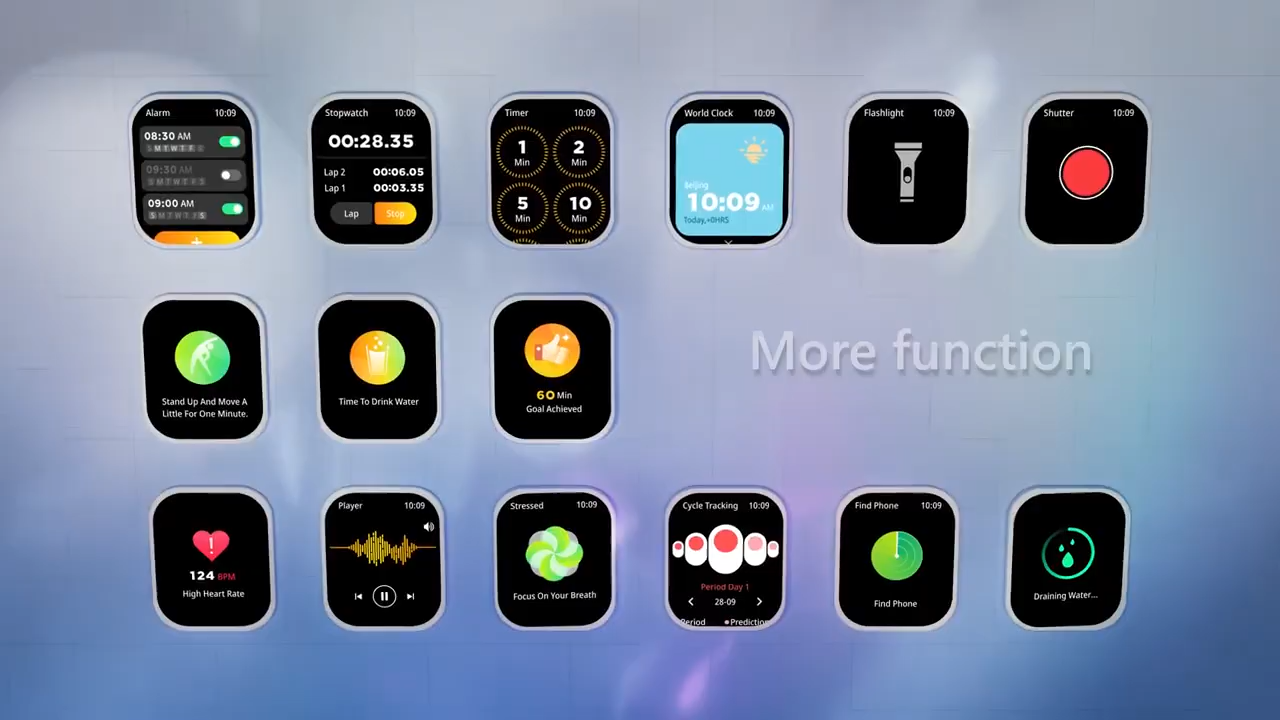 Alarm 10:09
08:30 AM
S M T W T F S
09:30 AM
S M T W T F S
09:00 AM
S M T W T F S
+
Stopwatch 10:09
00:28.35
Lap 2 00:06.05
Lap 1 00:03.35
Lap Stop
Timer 10:09
1 Min
2 Min
5 Min
10 Min
World Clock 10:09
Beijing
10:09 AM
Today,+0HRS
Flashlight 10:09
Shutter 10:09
Stand Up And Move A
Little For One Minute.
Time To Drink Water
60 Min
Goal Achieved
More function
124 BPM
High Heart Rate
Player 10:09
Stressed 10:09
Focus On Your Breath
Cycle Tracking 10:09
Period Day 1
28-09
Period Prediction
Find Phone 10:09
Find Phone
Draining Water...